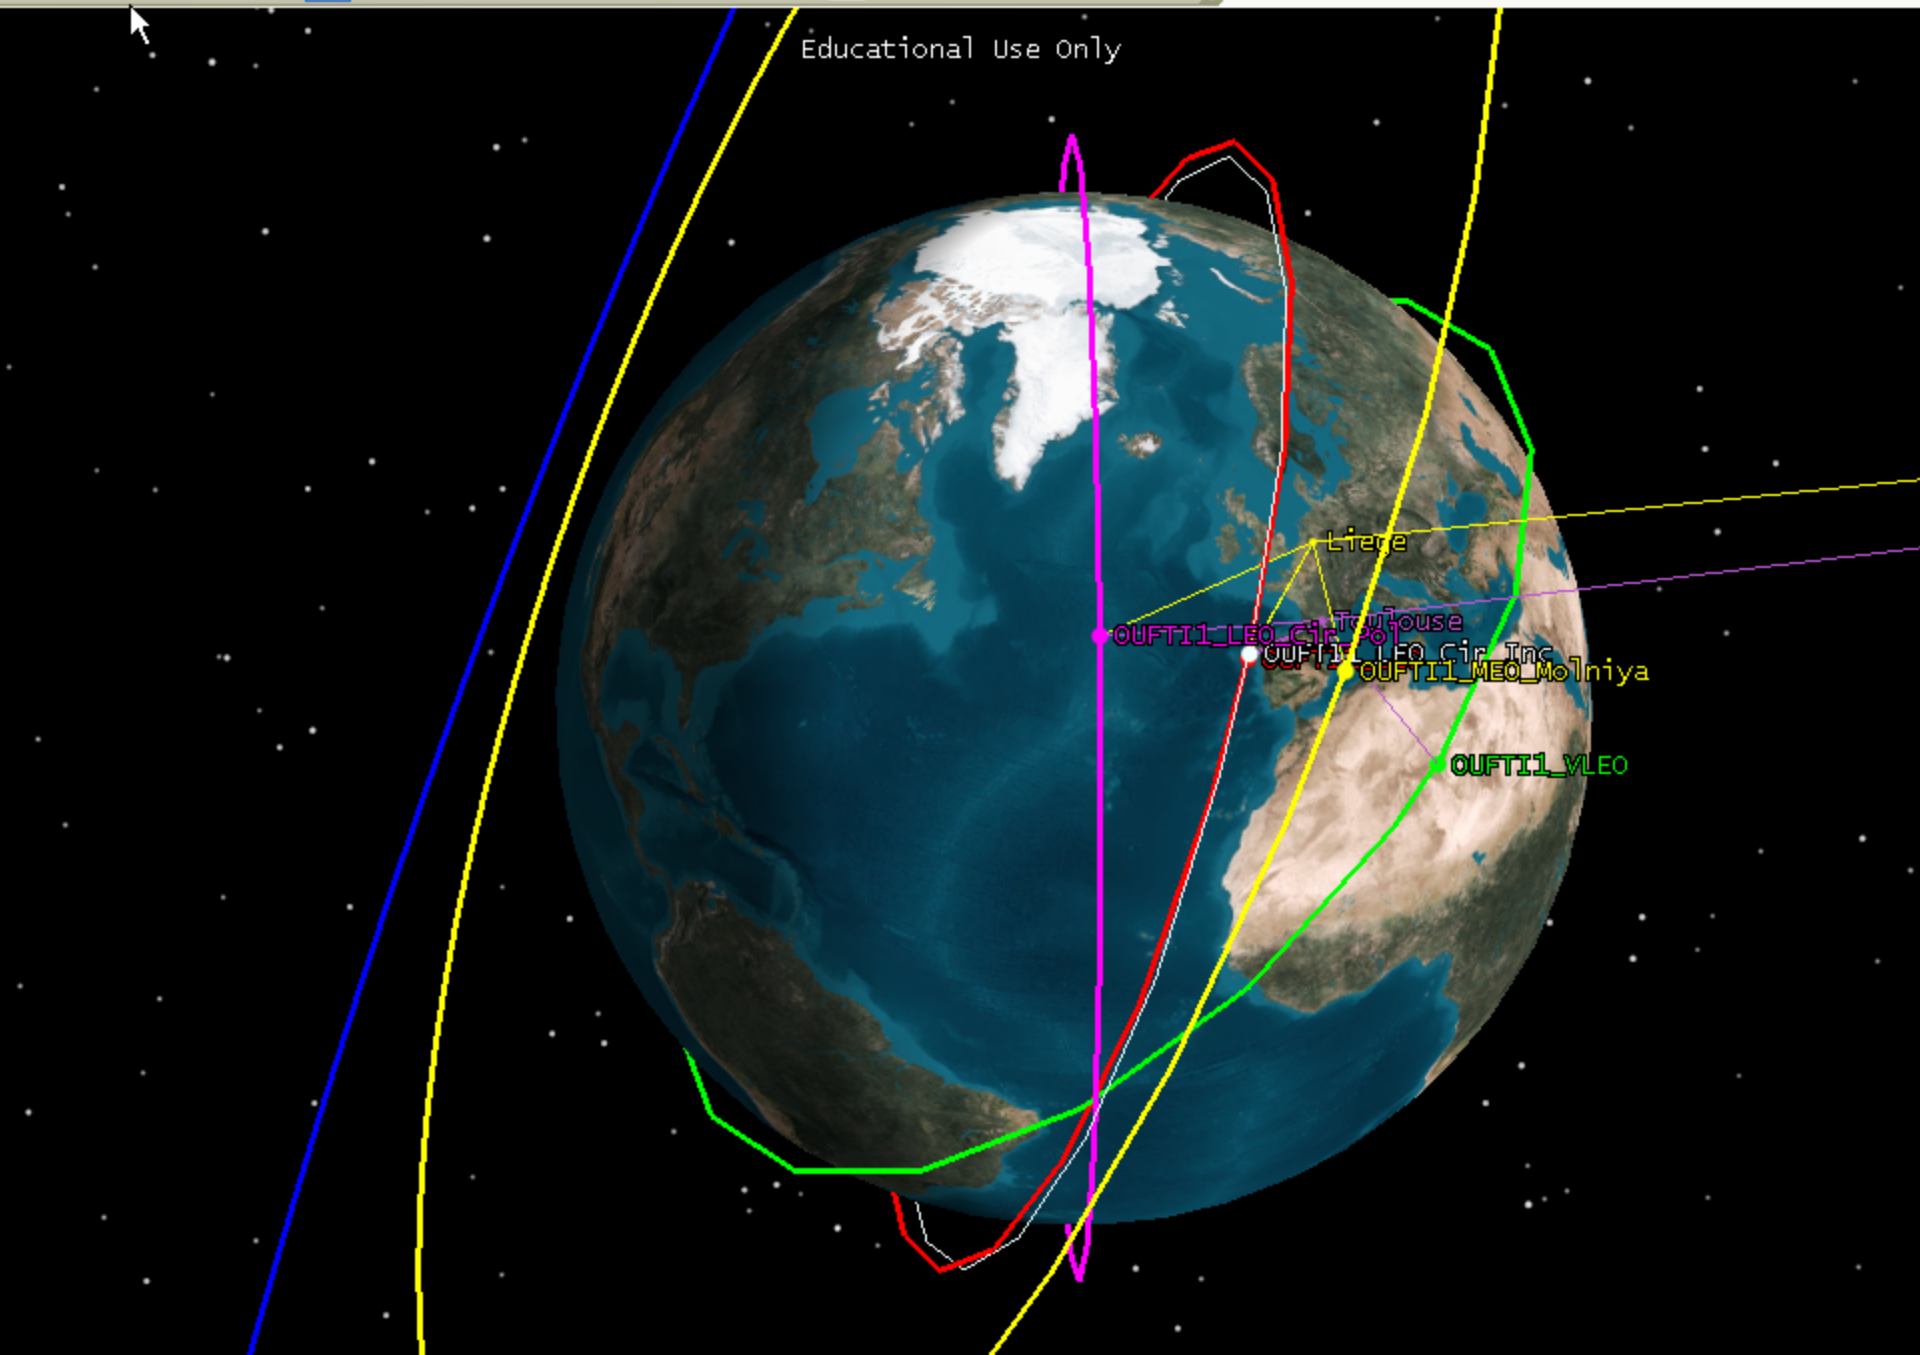 Educational Use Only
Liege
Toulouse
OUFTI1_LEO_Cir_Pol
OUFTI1_LEO_Cir_Inc
OUFTI1_MEO_Molniya
OUFTI1_VLEO